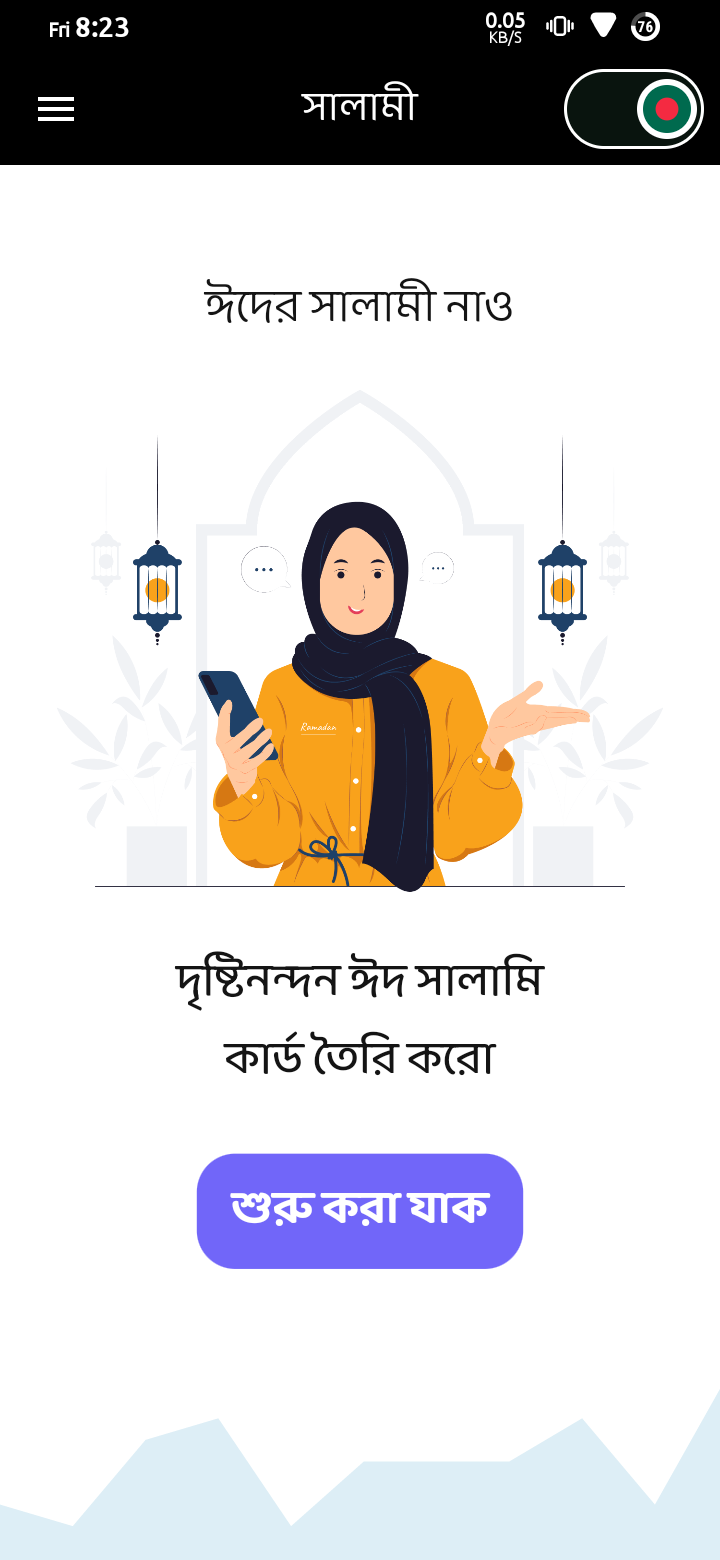 Fri 8:23
0.05
KB/S
76
সালামী
ঈদের সালামী নাও
Ramadan
দৃষ্টিনন্দন ঈদ সালামি
কার্ড তৈরি করো
শুরু করা যাক